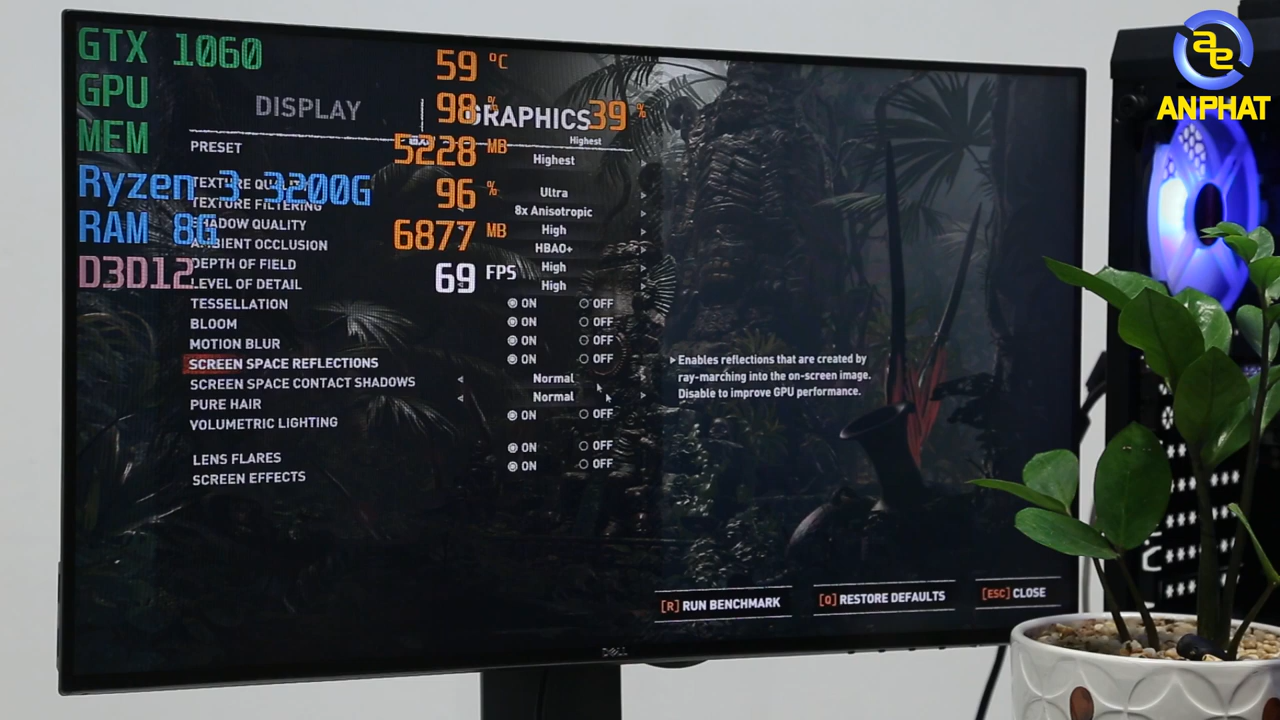 GTX 1060 59 °C
GPU 98 % 39 %
MEM 5228 MB
Ryzen 3 3200G 96 %
RAM 8G 6877 MB
D3D12 69 FPS
DISPLAY GRAPHICS
Highest
PRESET Highest
TEXTURE QUALITY Ultra
TEXTURE FILTERING 8x Anisotropic
SHADOW QUALITY High
AMBIENT OCCLUSION HBAO+
DEPTH OF FIELD High
LEVEL OF DETAIL High
TESSELLATION ON OFF
BLOOM ON OFF
MOTION BLUR ON OFF
SCREEN SPACE REFLECTIONS ON OFF
SCREEN SPACE CONTACT SHADOWS Normal
PURE HAIR Normal
VOLUMETRIC LIGHTING ON OFF
LENS FLARES ON OFF
SCREEN EFFECTS ON OFF
Enables reflections that are created by
ray-marching into the on-screen image.
Disable to improve GPU performance.
[R] RUN BENCHMARK [Q] RESTORE DEFAULTS [ESC] CLOSE
DELL
ae
ANPHAT